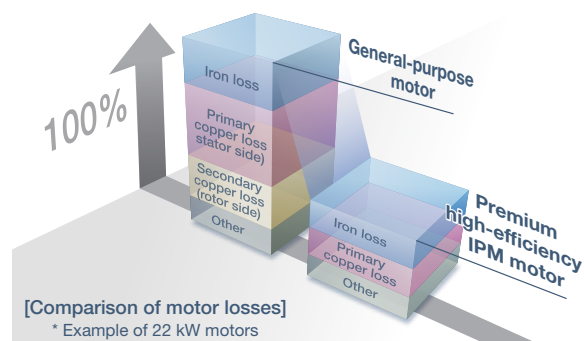 100%
General-purpose
motor
Iron loss
Primary
copper loss
stator side)
Secondary
copper loss
(rotor side)
Other
Premium
high-efficiency
IPM motor
Iron loss
Primary
copper loss
Other
[Comparison of motor losses]
* Example of 22 kW motors